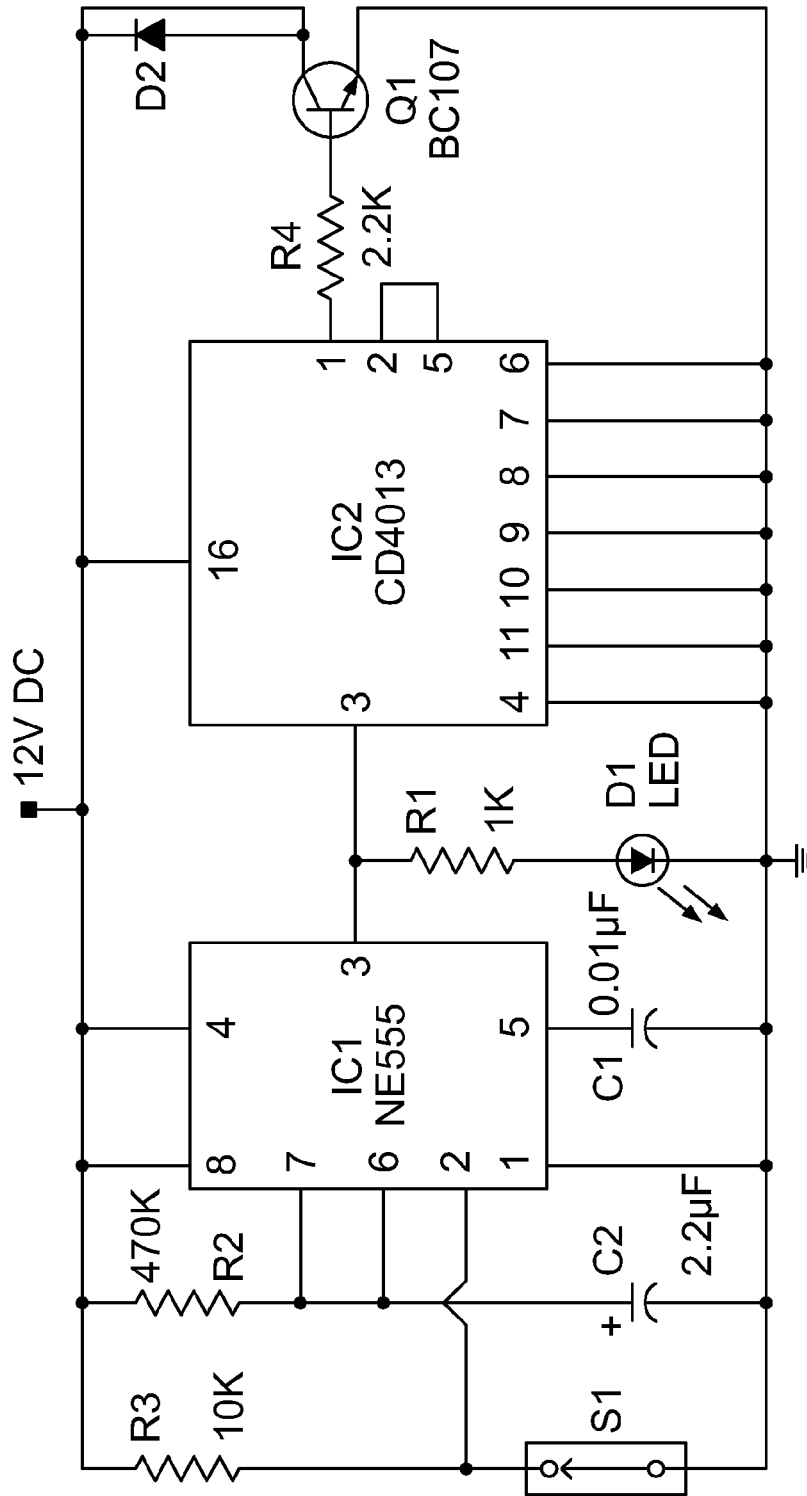 12V DC
R3
10K
470K
R2
8
4
7
6
2
1
5
3
IC1
NE555
S1
+
C2
2.2µF
C1
0.01µF
R1
1K
D1
LED
16
3
IC2
CD4013
1
2
5
4
11
10
9
8
7
6
R4
2.2K
D2
Q1
BC107